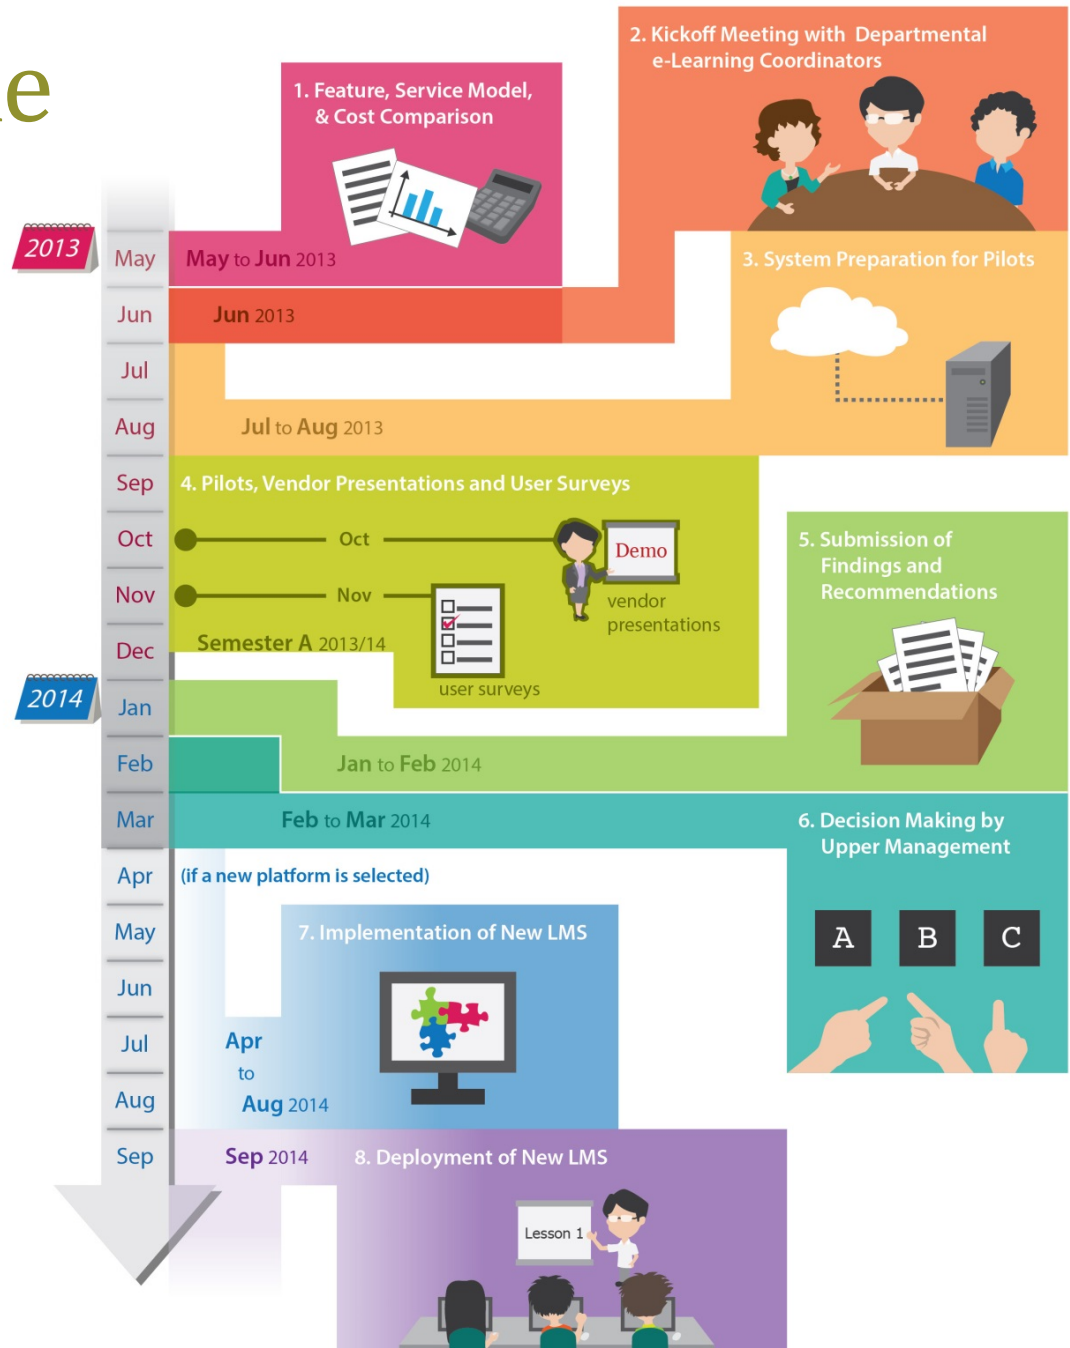 1. Feature, Service Model,
& Cost Comparison
2. Kickoff Meeting with Departmental
e-Learning Coordinators
2013
May
May to Jun 2013
3. System Preparation for Pilots
Jun
Jun 2013
Jul
Aug
Jul to Aug 2013
Sep
4. Pilots, Vendor Presentations and User Surveys
Oct
Oct
Demo
vendor
presentations
5. Submission of
Findings and
Recommendations
Nov
Nov
Semester A 2013/14
Dec
user surveys
2014
Jan
Feb
Jan to Feb 2014
Mar
Feb to Mar 2014
6. Decision Making by
Upper Management
A B C
Apr
(if a new platform is selected)
May
7. Implementation of New LMS
Jun
Jul
Apr
to
Aug 2014
Aug
Sep
Sep 2014
8. Deployment of New LMS
Lesson 1